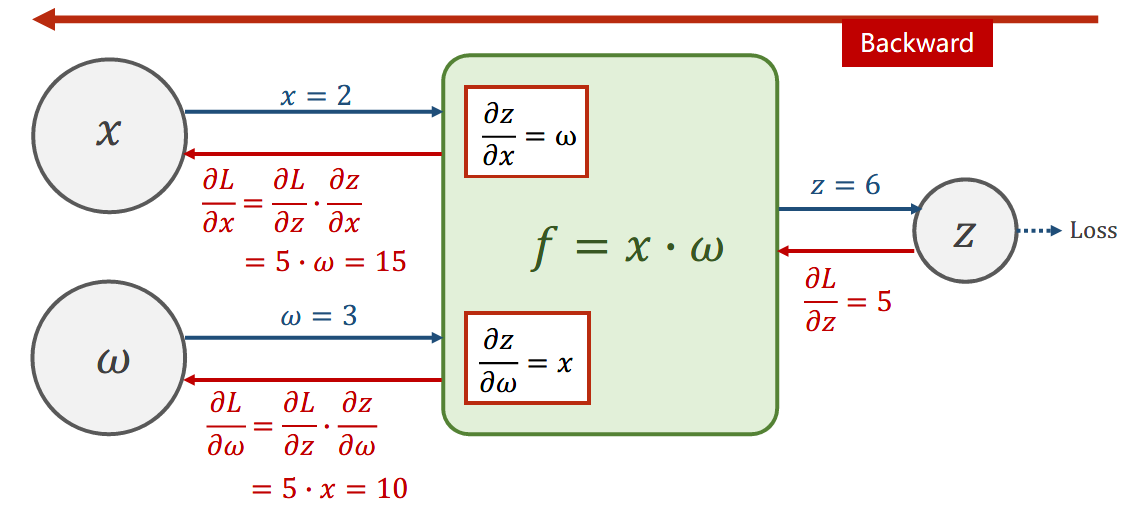 Backward
x
x = 2
∂L/∂x = ∂L/∂z · ∂z/∂x
= 5 · ω = 15
∂z/∂x = ω
f = x · ω
z = 6
z
Loss
∂L/∂z = 5
ω
ω = 3
∂L/∂ω = ∂L/∂z · ∂z/∂ω
= 5 · x = 10
∂z/∂ω = x